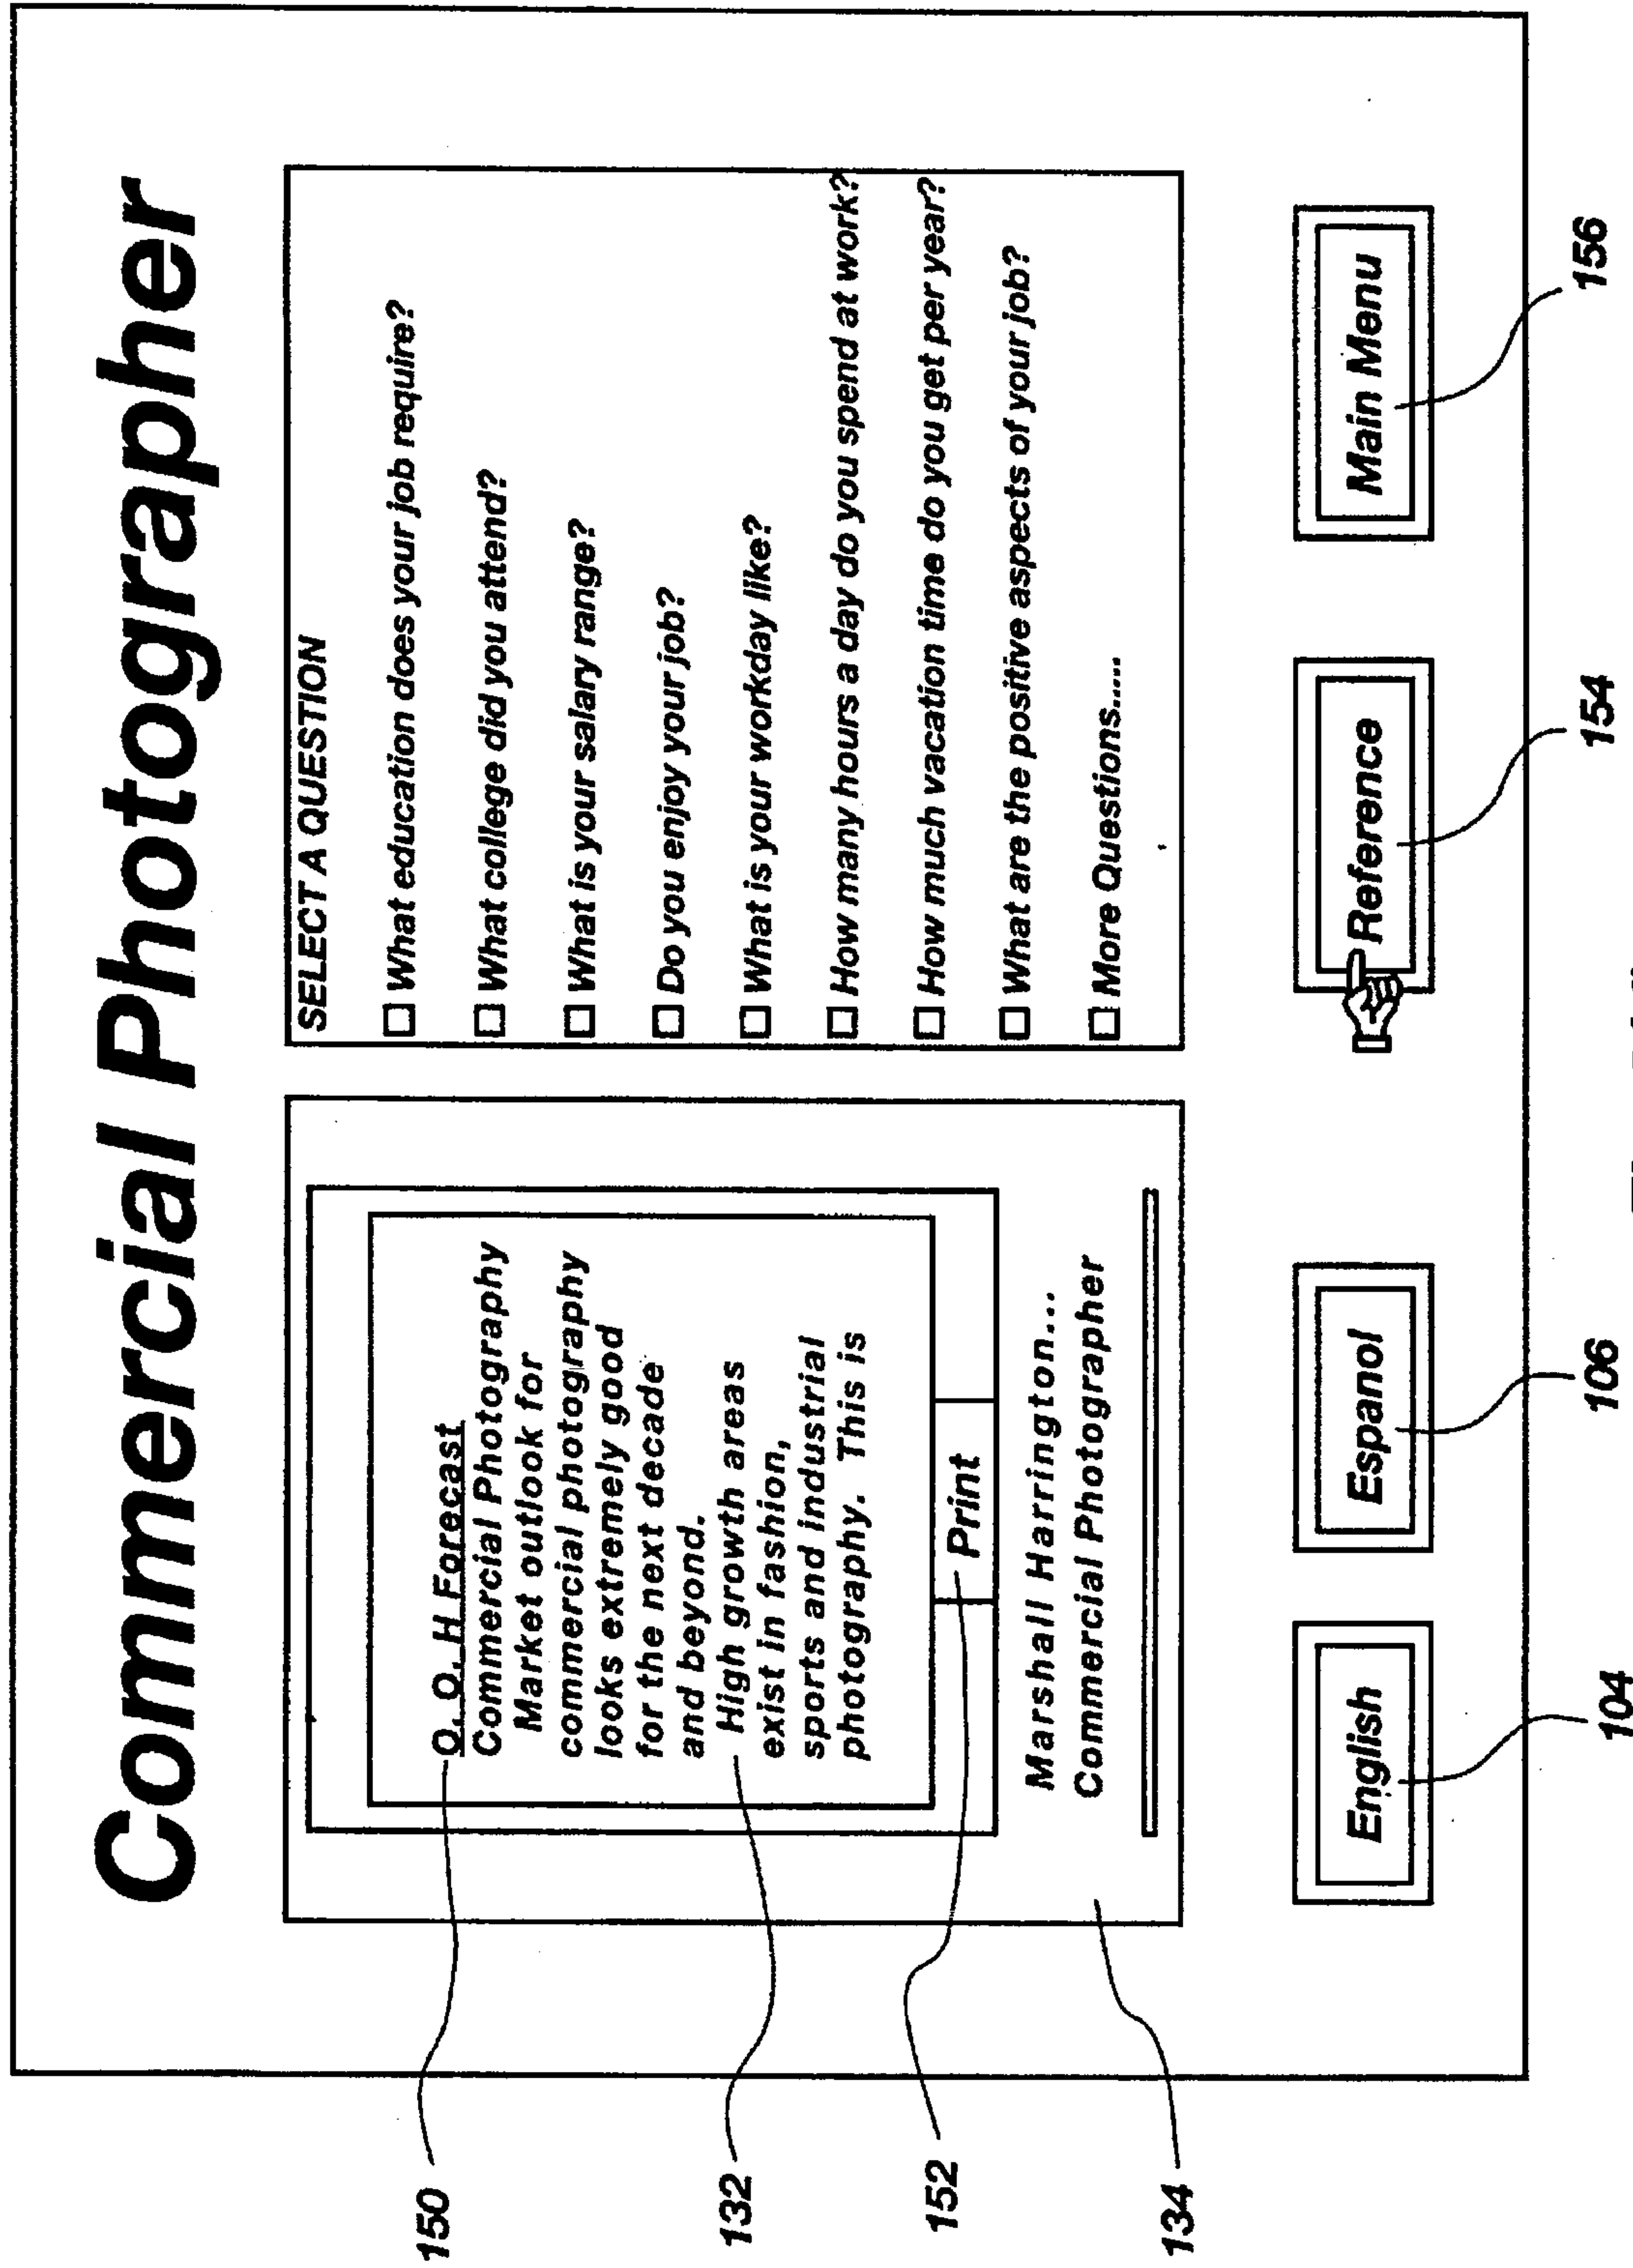 Commercial Photographer
O. O. H Forecast
Commercial Photography
Market outlook for
commercial photography
looks extremely good
for the next decade
and beyond.
High growth areas
exist in fashion,
sports and industrial
photography. This is
Print
Marshall Harrington...
Commercial Photographer
SELECT A QUESTION
What education does your job require?
What college did you attend?
What is your salary range?
Do you enjoy your job?
What is your workday like?
How many hours a day do you spend at work?
How much vacation time do you get per year?
What are the positive aspects of your job?
More Questions.....
English
Espanol
Reference
Main Menu
150
132
152
134
104
106
154
156